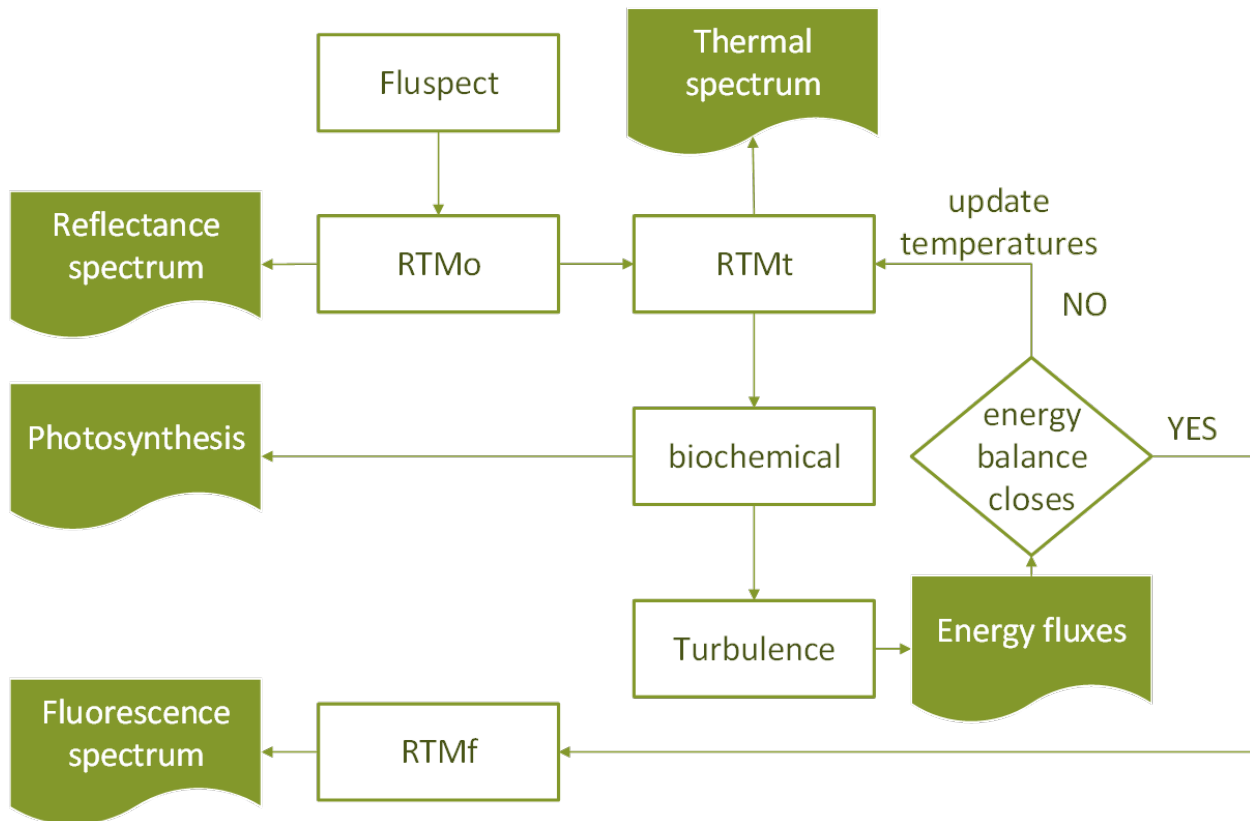 Fluspect
Thermal
spectrum
Reflectance
spectrum
RTMo
RTMt
update
temperatures
NO
Photosynthesis
biochemical
energy
balance
closes
YES
Turbulence
Energy fluxes
Fluorescence
spectrum
RTMf